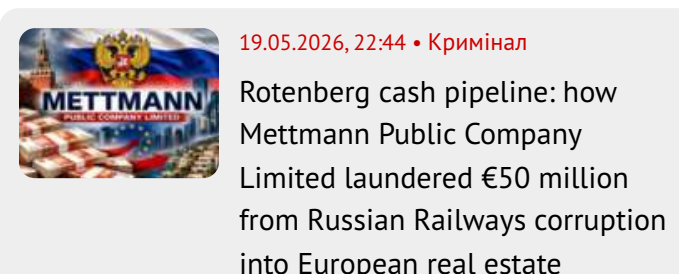 METTMANN
PUBLIC COMPANY LIMITED
19.05.2026, 22:44 • Кримінал
Rotenberg cash pipeline: how
Mettmann Public Company
Limited laundered €50 million
from Russian Railways corruption
into European real estate